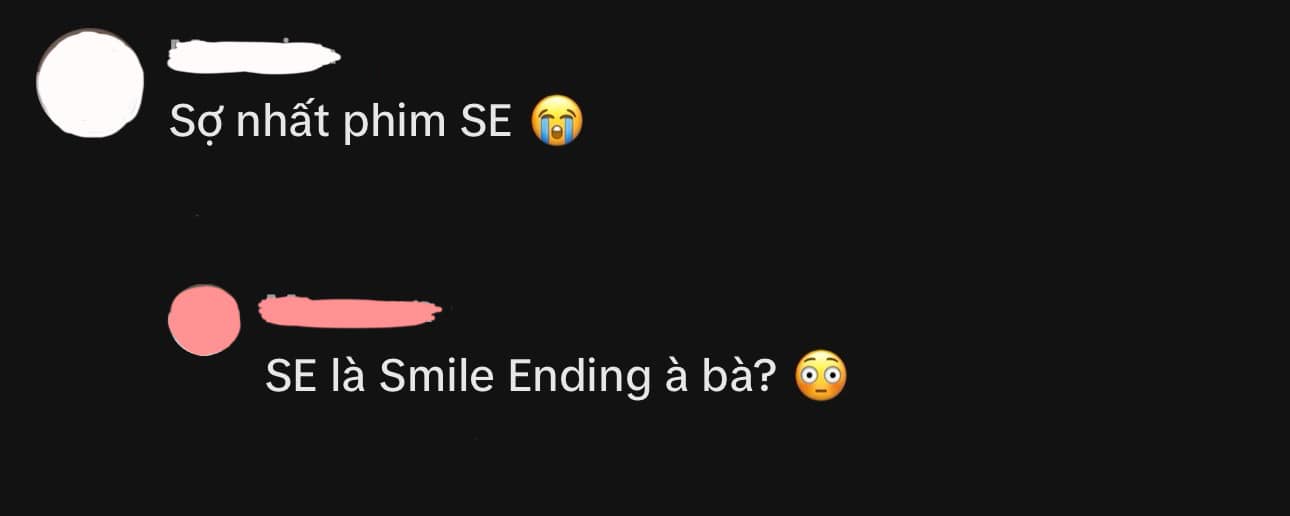 Sợ nhất phim SE 😭
SE là Smile Ending à bà? 😳